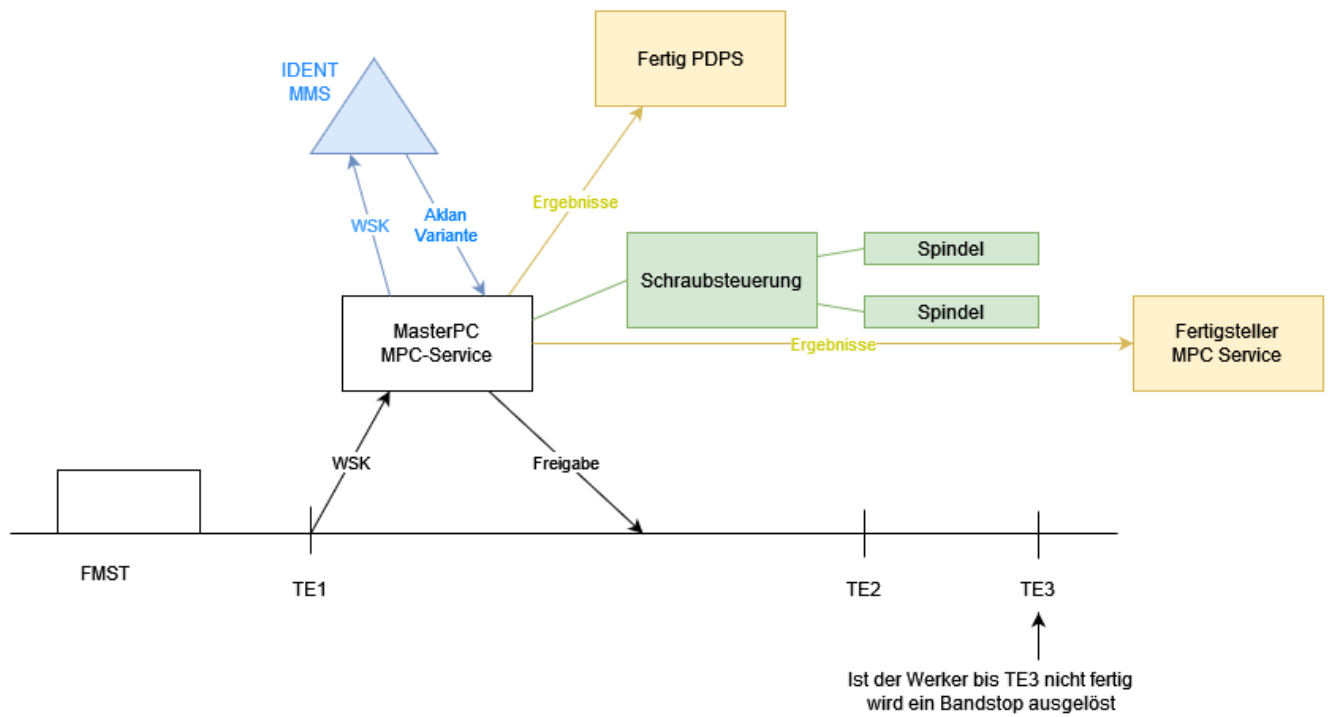 Fertig PDPS
IDENT
MMS
Ergebnisse
WSK
Aklan
Variante
Schraubsteuerung
Spindel
Spindel
MasterPC
MPC-Service
Ergebnisse
Fertigsteller
MPC Service
WSK
Freigabe
FMST
TE1
TE2
TE3
Ist der Werker bis TE3 nicht fertig
wird ein Bandstop ausgelöst